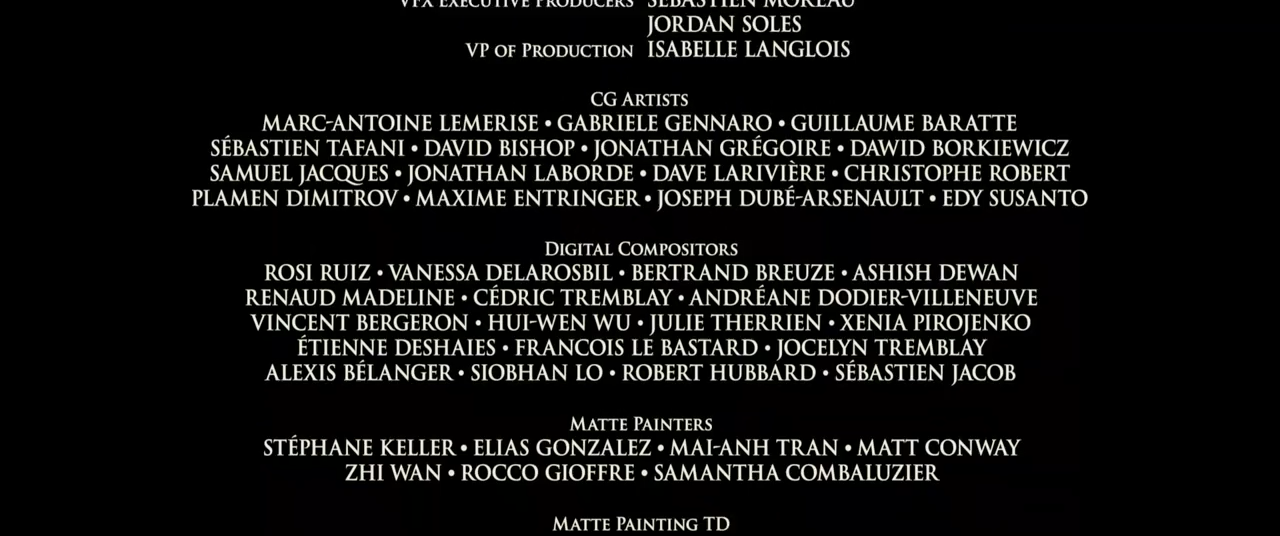 VFX EXECUTIVE PRODUCERS SÉBASTIEN MOREAU
JORDAN SOLES
VP OF PRODUCTION ISABELLE LANGLOIS
CG ARTISTS
MARC-ANTOINE LEMERISE • GABRIELE GENNARO • GUILLAUME BARATTE
SÉBASTIEN TAFANI • DAVID BISHOP • JONATHAN GRÉGOIRE • DAWID BORKIEWICZ
SAMUEL JACQUES • JONATHAN LABORDE • DAVE LARIVIÈRE • CHRISTOPHE ROBERT
PLAMEN DIMITROV • MAXIME ENTRINGER • JOSEPH DUBÉ-ARSENAULT • EDY SUSANTO
DIGITAL COMPOSITORS
ROSI RUIZ • VANESSA DELAROSBIL • BERTRAND BREUZE • ASHISH DEWAN
RENAUD MADELINE • CÉDRIC TREMBLAY • ANDRÉANE DODIER-VILLENEUVE
VINCENT BERGERON • HUI-WEN WU • JULIE THERRIEN • XENIA PIROJENKO
ÉTIENNE DESHAIES • FRANCOIS LE BASTARD • JOCELYN TREMBLAY
ALEXIS BÉLANGER • SIOBHAN LO • ROBERT HUBBARD • SÉBASTIEN JACOB
MATTE PAINTERS
STÉPHANE KELLER • ELIAS GONZALEZ • MAI-ANH TRAN • MATT CONWAY
ZHI WAN • ROCCO GIOFFRE • SAMANTHA COMBALUZIER
MATTE PAINTING TD